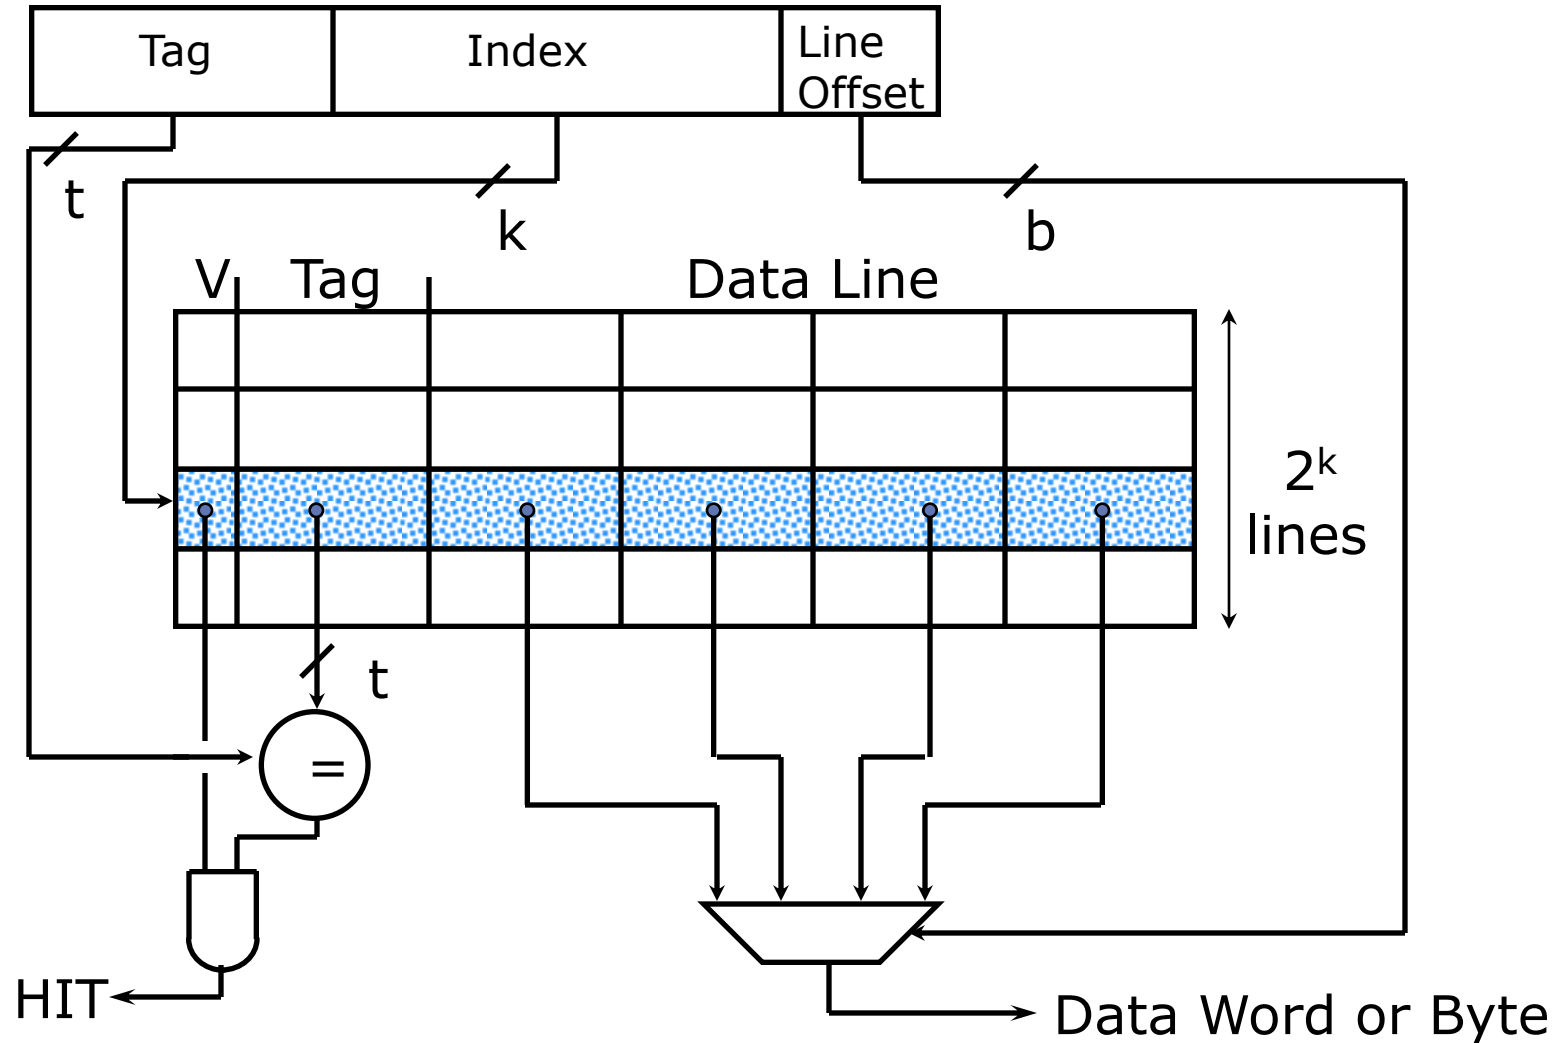 Tag
Index
Line
Offset
t
k
b
V
Tag
Data Line
2ᵏ
lines
t
=
HIT
Data Word or Byte